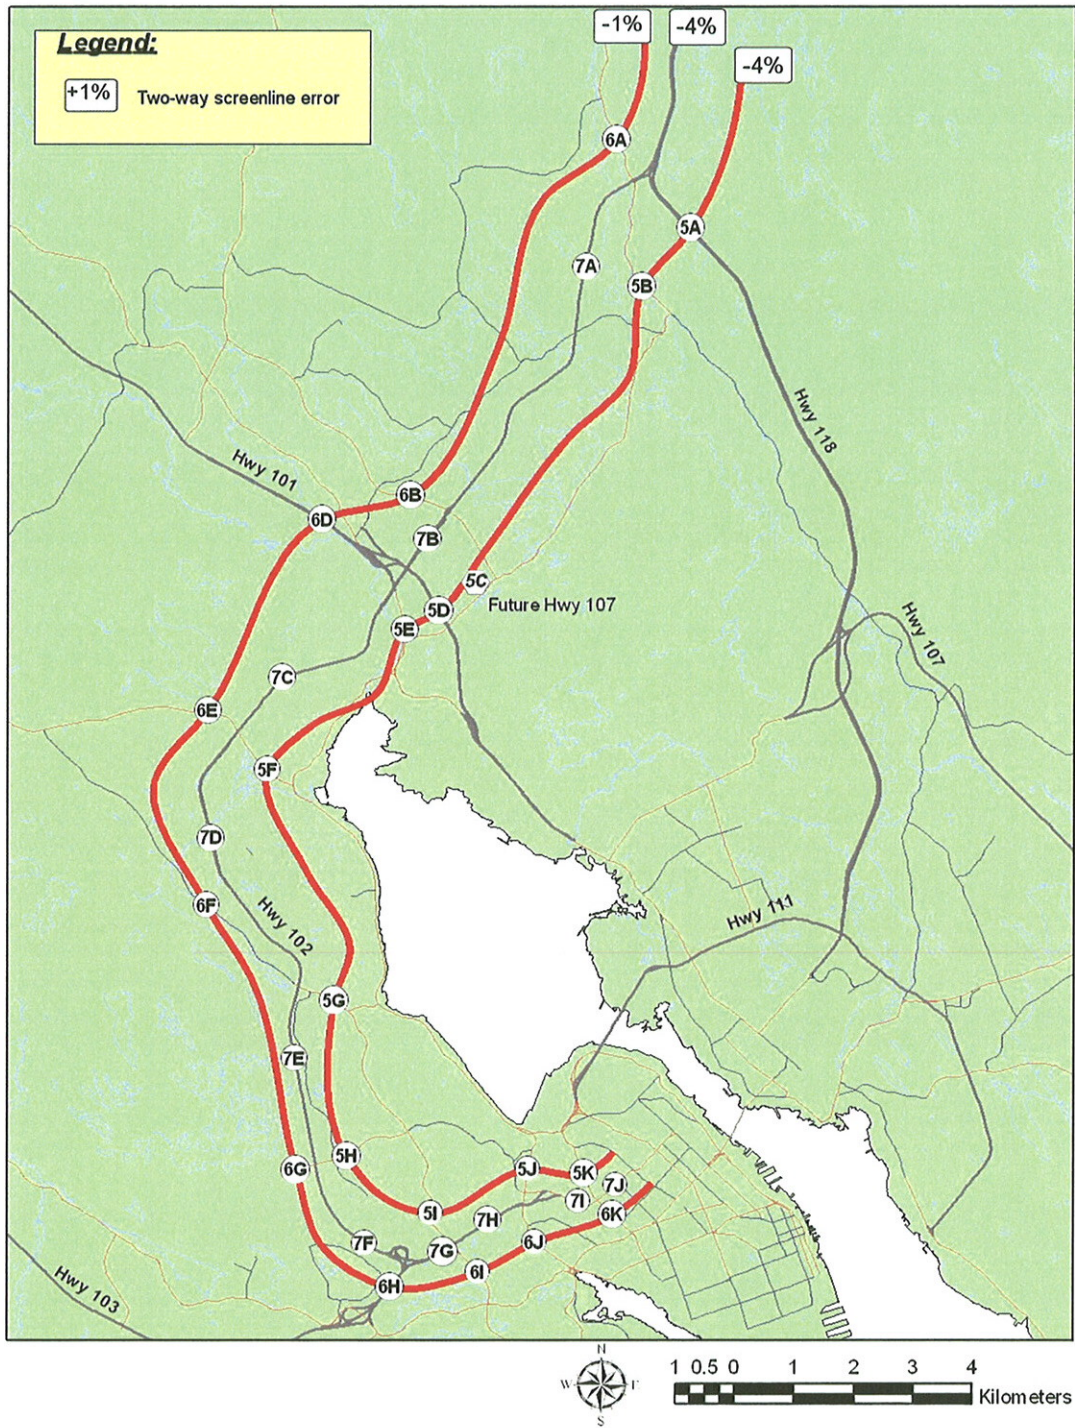 Legend:
+1% Two-way screenline error
-1%
-4%
-4%
6A
5A
7A
5B
Hwy 118
Hwy 101
6B
6D
7B
5C
Future Hwy 107
5D
5E
Hwy 107
7C
6E
5F
7D
6F
Hwy 102
Hwy 111
5G
7E
5H
6G
5J
5K
7J
7I
5I
7H
6K
7F
7G
6J
6I
6H
Hwy 103
N
W
S
1 0.5 0 1 2 3 4
Kilometers